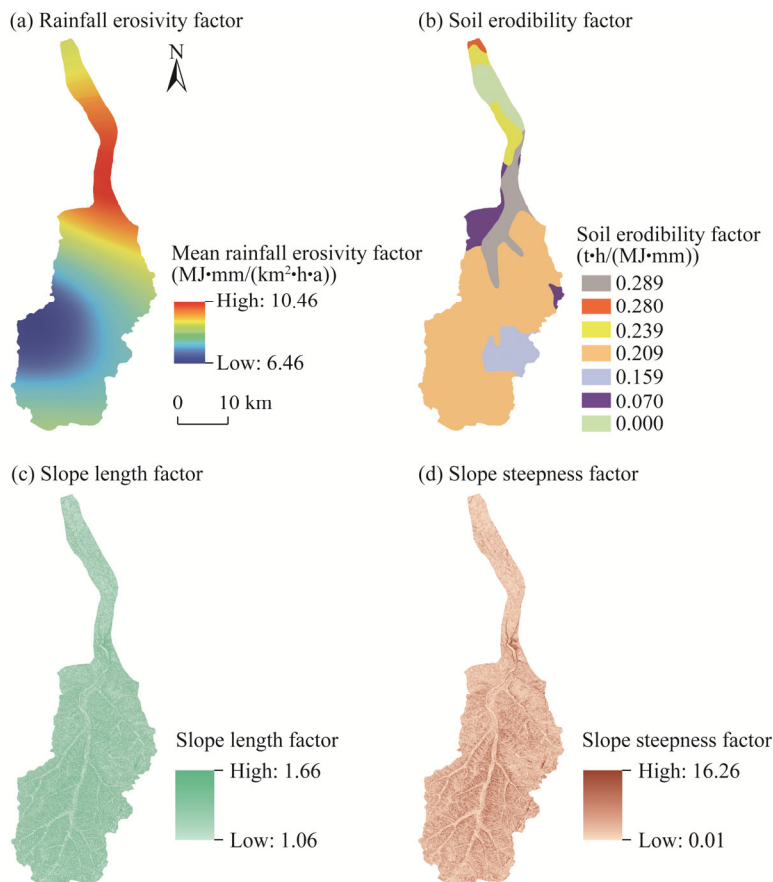 (a) Rainfall erosivity factor
N
Mean rainfall erosivity factor
(MJ•mm/(km²•h•a))
High: 10.46
Low: 6.46
0 10 km
(b) Soil erodibility factor
Soil erodibility factor
(t•h/(MJ•mm))
0.289
0.280
0.239
0.209
0.159
0.070
0.000
(c) Slope length factor
Slope length factor
High: 1.66
Low: 1.06
(d) Slope steepness factor
Slope steepness factor
High: 16.26
Low: 0.01